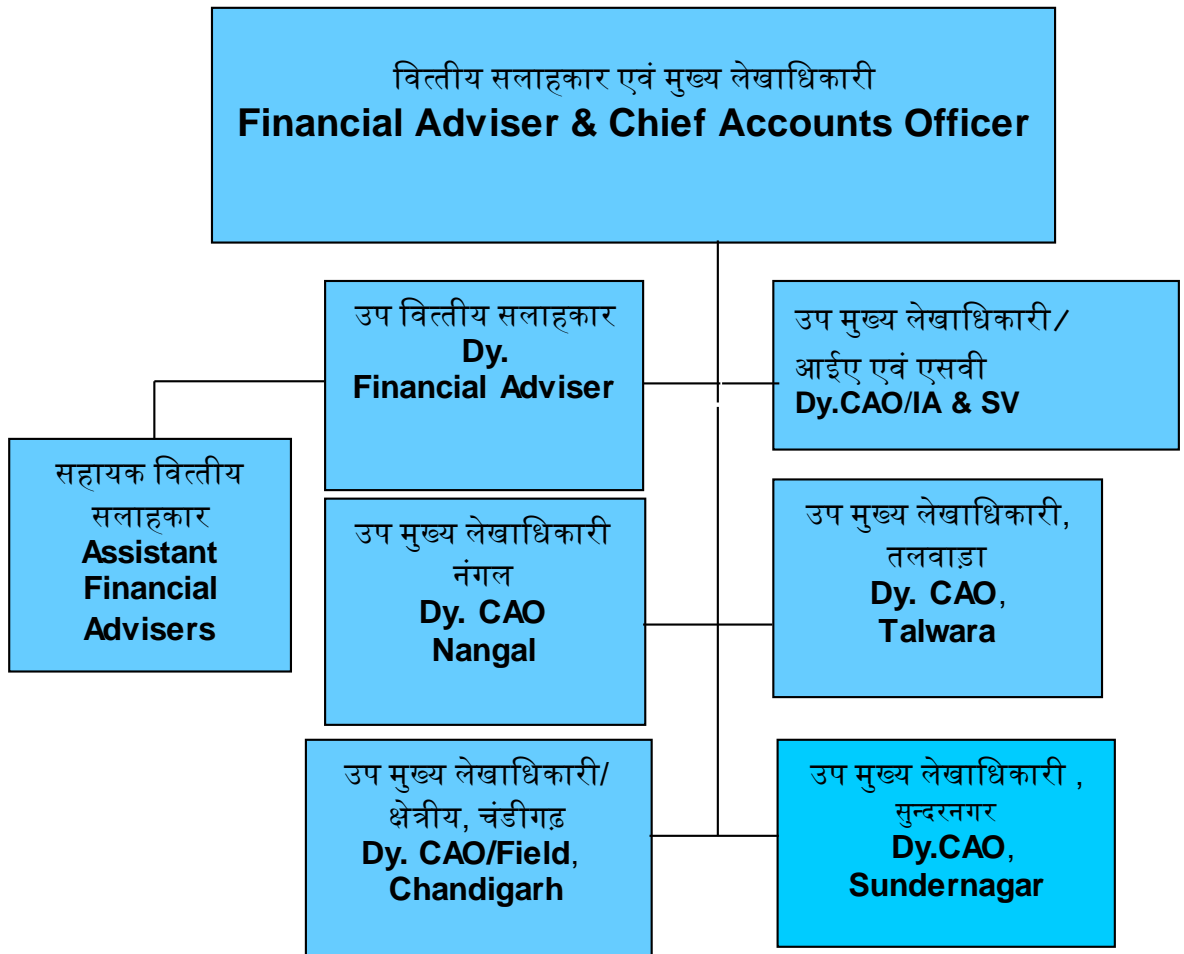 वित्तीय सलाहकार एवं मुख्य लेखाधिकारी
Financial Adviser & Chief Accounts Officer
उप वित्तीय सलाहकार
Dy.
Financial Adviser
उप मुख्य लेखाधिकारी/
आईए एवं एसवी
Dy.CAO/IA & SV
सहायक वित्तीय
सलाहकार
Assistant
Financial
Advisers
उप मुख्य लेखाधिकारी
नंगल
Dy. CAO
Nangal
उप मुख्य लेखाधिकारी,
तलवाड़ा
Dy. CAO,
Talwara
उप मुख्य लेखाधिकारी/
क्षेत्रीय, चंडीगढ़
Dy. CAO/Field,
Chandigarh
उप मुख्य लेखाधिकारी ,
सुन्दरनगर
Dy.CAO,
Sundernagar